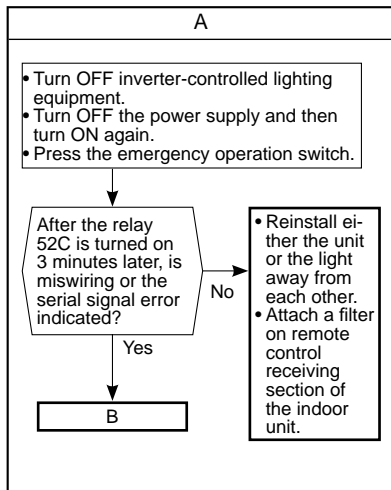 A
• Turn OFF inverter-controlled lighting
equipment.
• Turn OFF the power supply and then
turn ON again.
• Press the emergency operation switch.
After the relay
52C is turned on
3 minutes later, is
miswiring or the
serial signal error
indicated?
No
Yes
• Reinstall ei-
ther the unit
or the light
away from
each other.
• Attach a filter
on remote
control
receiving
section of
the indoor
unit.
B